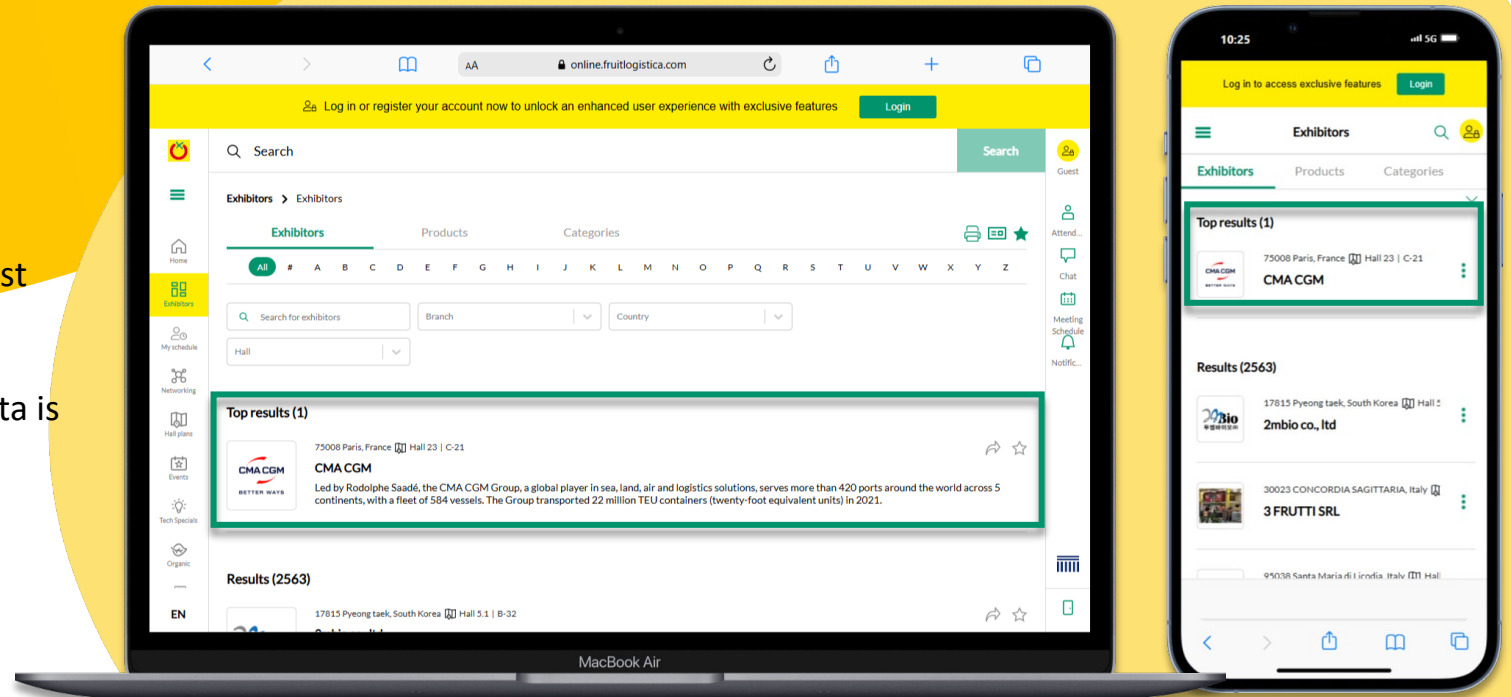 st
ta is
AA
online.fruitlogistica.com
Log in or register your account now to unlock an enhanced user experience with exclusive features
Login
Search
Search
Guest
Exhibitors > Exhibitors
Exhibitors
Products
Categories
All # A B C D E F G H I J K L M N O P Q R S T U V W X Y Z
Search for exhibitors
Branch
Country
Hall
Home
Exhibitors
My schedule
Networking
Hall plans
Events
Tech Specials
Organic
EN
Attend...
Chat
Meeting
Schedule
Notific...
Top results (1)
CMA CGM
BETTER WAYS
75008 Paris, France Hall 23 | C-21
CMA CGM
Led by Rodolphe Saadé, the CMA CGM Group, a global player in sea, land, air and logistics solutions, serves more than 420 ports around the world across 5
continents, with a fleet of 584 vessels. The Group transported 22 million TEU containers (twenty-foot equivalent units) in 2021.
Results (2563)
17815 Pyeong taek, South Korea Hall 5.1 | B-32
MacBook Air
10:25
5G
Log in to access exclusive features
Login
Exhibitors
Exhibitors
Products
Categories
Top results (1)
CMA CGM
BETTER WAYS
75008 Paris, France Hall 23 | C-21
CMA CGM
Results (2563)
Bio
17815 Pyeong taek, South Korea Hall 5
2mbio co., ltd
30023 CONCORDIA SAGITTARIA, Italy
3 FRUTTI SRL
95038 Santa Maria di Licodia, Italy Hall